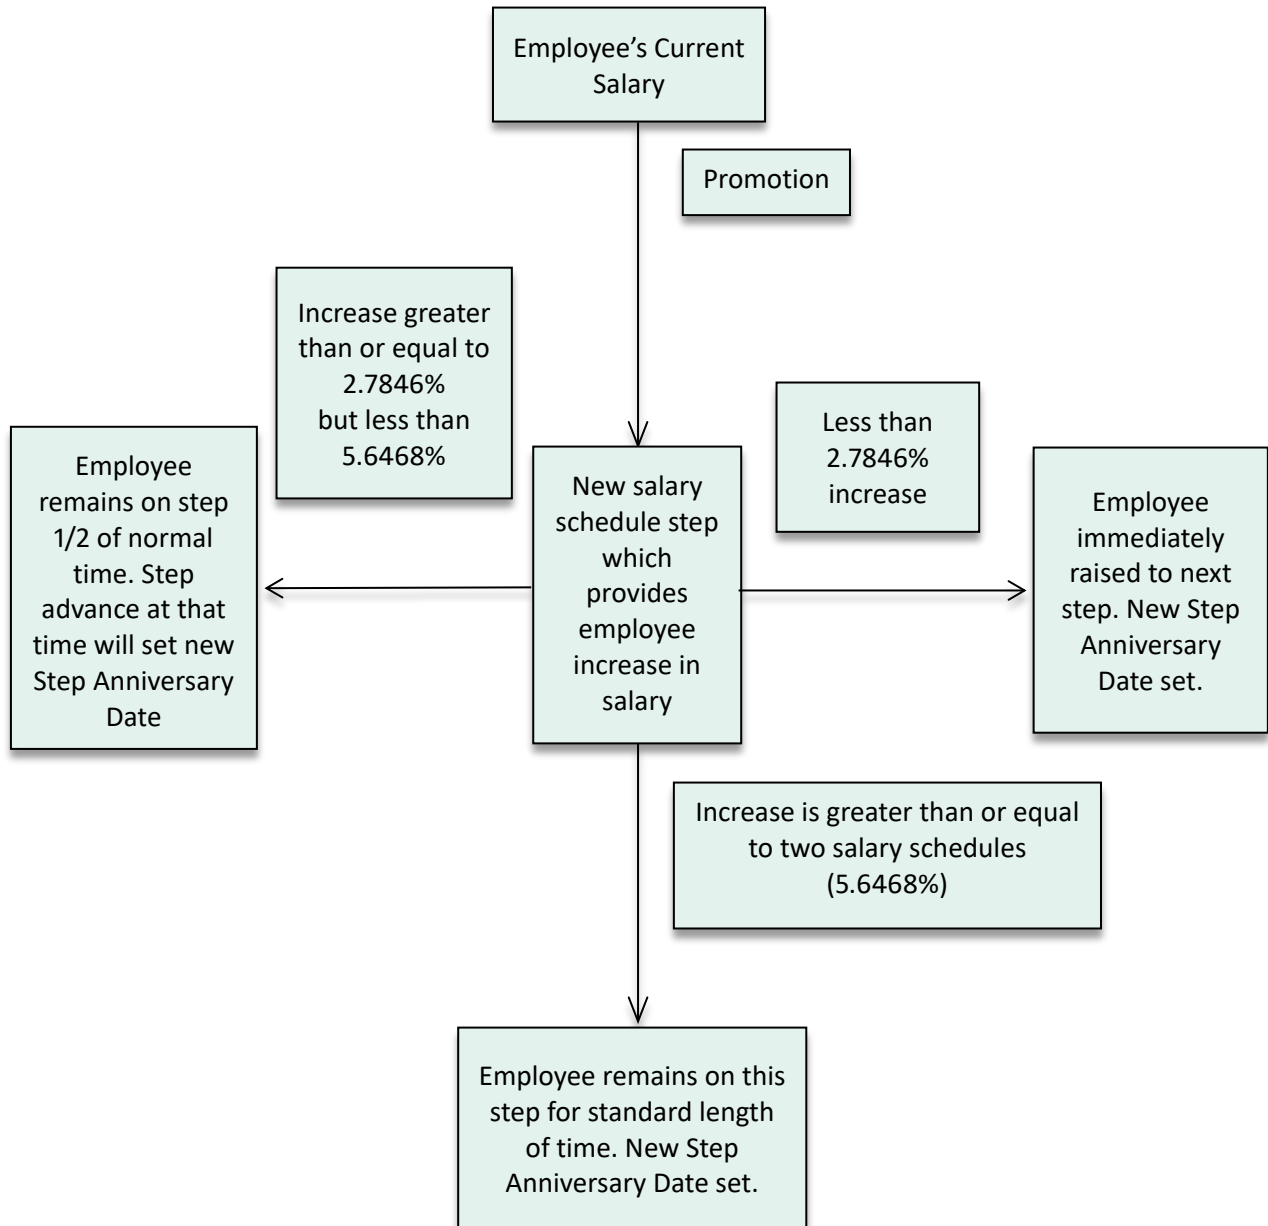 Employee’s Current
Salary
Promotion
Increase greater
than or equal to
2.7846%
but less than
5.6468%
Less than
2.7846%
increase
Employee
remains on step
1/2 of normal
time. Step
advance at that
time will set new
Step Anniversary
Date
New salary
schedule step
which
provides
employee
increase in
salary
Employee
immediately
raised to next
step. New Step
Anniversary
Date set.
Increase is greater than or equal
to two salary schedules
(5.6468%)
Employee remains on this
step for standard length
of time. New Step
Anniversary Date set.